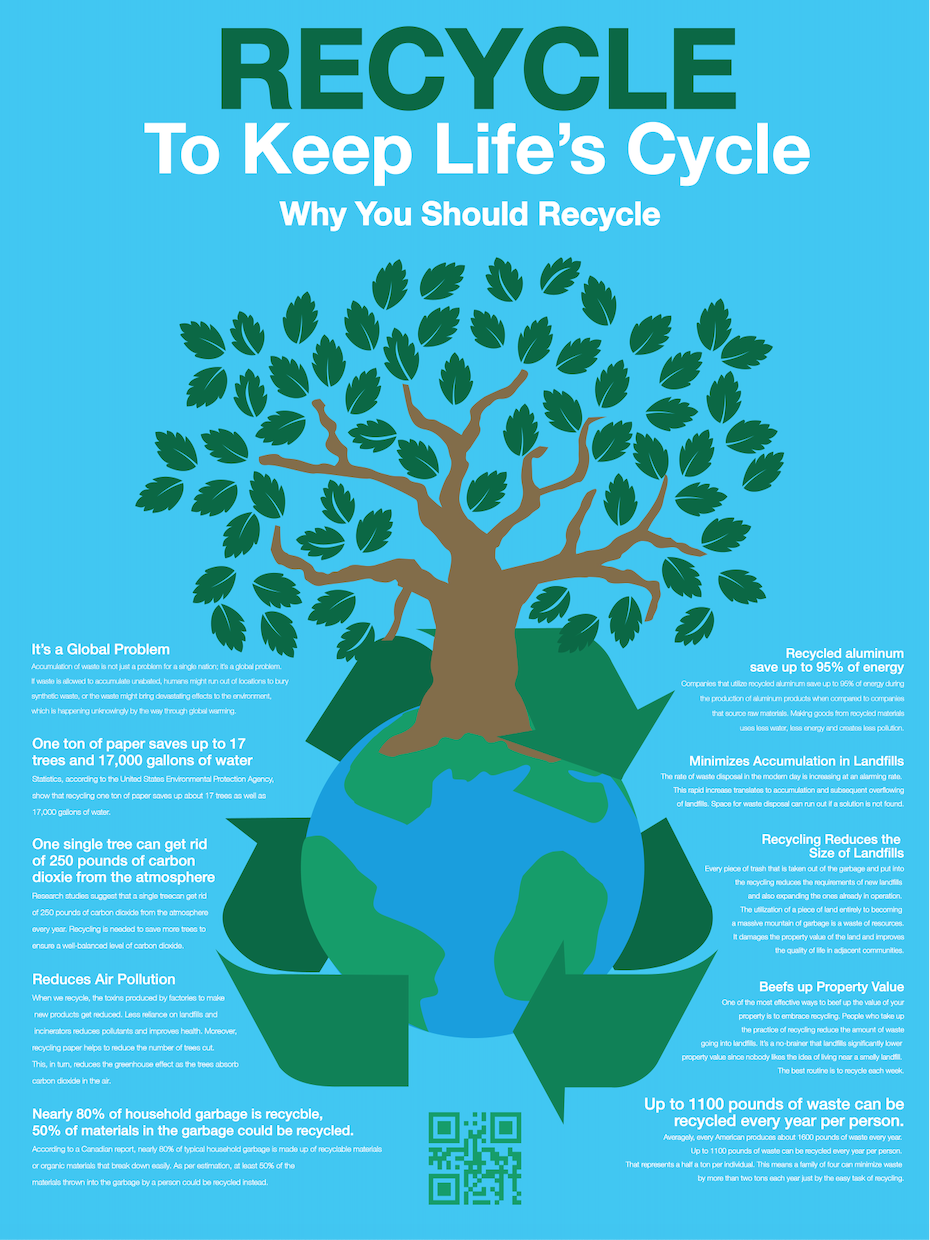 RECYCLE
To Keep Life's Cycle
Why You Should Recycle
It's a Global Problem
Accumulation of waste is not just a problem for a single nation; it's a global problem.
If waste is allowed to accumulate unabated, humans might run out of locations to bury
synthetic waste, or the waste might bring devastating effects to the environment,
which is happening unknowingly by the way through global warming.
One ton of paper saves up to 17
trees and 17,000 gallons of water
Statistics, according to the United States Environmental Protection Agency,
show that recycling one ton of paper saves up about 17 trees as well as
17,000 gallons of water.
One single tree can get rid
of 250 pounds of carbon
dioxie from the atmosphere
Research studies suggest that a single treecan get rid
of 250 pounds of carbon dioxide from the atmosphere
every year. Recycling is needed to save more trees to
ensure a well-balanced level of carbon dioxide.
Reduces Air Pollution
When we recycle, the toxins produced by factories to make
new products get reduced. Less reliance on landfills and
incinerators reduces pollutants and improves health. Moreover,
recycling paper helps to reduce the number of trees cut.
This, in turn, reduces the greenhouse effect as the trees absorb
carbon dioxide in the air.
Nearly 80% of household garbage is recycble,
50% of materials in the garbage could be recycled.
According to a Canadian report, nearly 80% of typical household garbage is made up of recyclable materials
or organic materials that break down easily. As per estimation, at least 50% of the
materials thrown into the garbage by a person could be recycled instead.
Recycled aluminum
save up to 95% of energy
Companies that utilize recycled aluminum save up to 95% of energy during
the production of aluminum products when compared to companies
that source raw materials. Making goods from recycled materials
uses less water, less energy and creates less pollution.
Minimizes Accumulation in Landfills
The rate of waste disposal in the modern day is increasing at an alarming rate.
This rapid increase translates to accumulation and subsequent overflowing
of landfills. Space for waste disposal can run out if a solution is not found.
Recycling Reduces the
Size of Landfills
Every piece of trash that is taken out of the garbage and put into
the recycling reduces the requirements of new landfills
and also expanding the ones already in operation.
The utilization of a piece of land entirely to becoming
a massive mountain of garbage is a waste of resources.
It damages the property value of the land and improves
the quality of life in adjacent communities.
Beefs up Property Value
One of the most effective ways to beef up the value of your
property is to embrace recycling. People who take up
the practice of recycling reduce the amount of waste
going into landfills. It's a no-brainer that landfills significantly lower
property value since nobody likes the idea of living near a smelly landfill.
The best routine is to recycle each week.
Up to 1100 pounds of waste can be
recycled every year per person.
Averagely, every American produces about 1600 pounds of waste every year.
Up to 1100 pounds of waste can be recycled every year per person.
That represents a half a ton per individual. This means a family of four can minimize waste
by more than two tons each year just by the easy task of recycling.